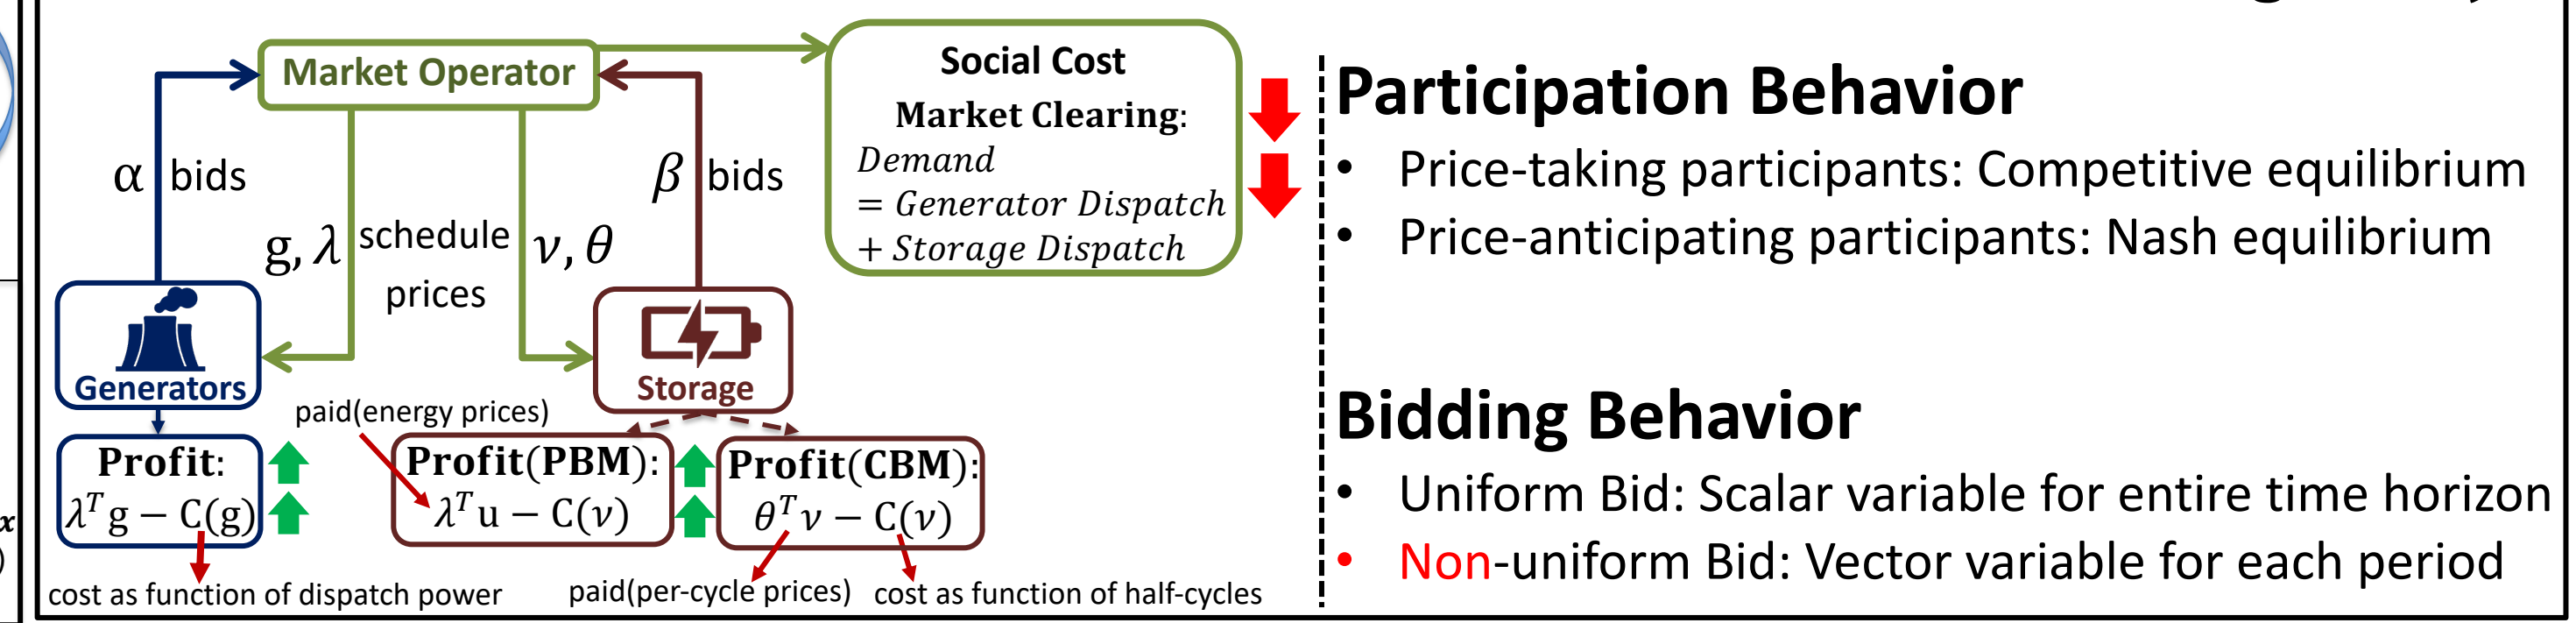 Market Operator
α bids
g, λ
schedule
prices
ν, θ
β bids
Social Cost
Market Clearing:
Demand
= Generator Dispatch
+ Storage Dispatch
Generators
Storage
paid(energy prices)
Profit:
λᵀg − C(g)
Profit(PBM):
λᵀu − C(ν)
Profit(CBM):
θᵀν − C(ν)
cost as function of dispatch power
paid(per-cycle prices)
cost as function of half-cycles
Participation Behavior
• Price-taking participants: Competitive equilibrium
• Price-anticipating participants: Nash equilibrium
Bidding Behavior
• Uniform Bid: Scalar variable for entire time horizon
• Non-uniform Bid: Vector variable for each period
x
)